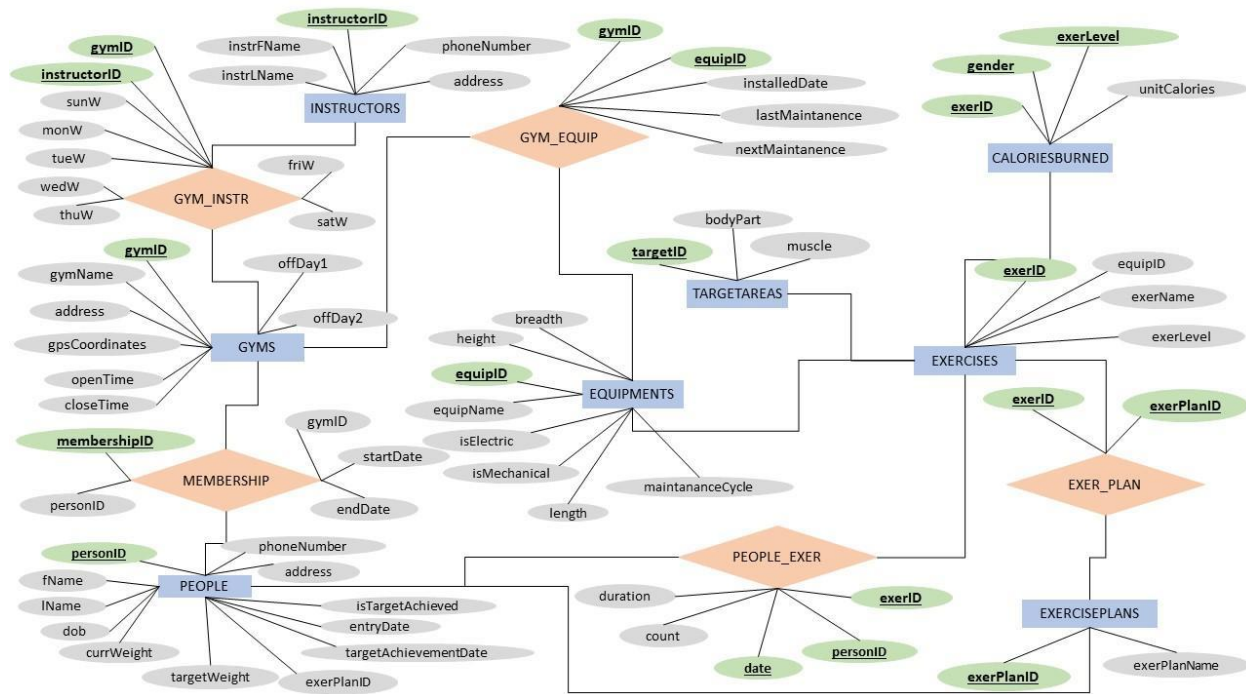 instructorID
gymID
instrFName
phoneNumber
instructorID
instrLName
address
sunW
INSTRUCTORS
monW
tueW
friW
wedW
GYM_INSTR
thuW
satW
gymID
equipID
installedDate
lastMaintanence
GYM_EQUIP
nextMaintanence
exerLevel
gender
unitCalories
exerID
CALORIESBURNED
gymID
offDay1
gymName
address
offDay2
gpsCoordinates
GYMS
openTime
closeTime
bodyPart
targetID
muscle
TARGETAREAS
exerID
equipID
exerName
exerLevel
EXERCISES
breadth
height
equipID
EQUIPMENTS
equipName
isElectric
isMechanical
maintananceCycle
length
exerID
exerPlanID
EXER_PLAN
membershipID
gymID
startDate
MEMBERSHIP
personID
endDate
personID
phoneNumber
address
fName
PEOPLE
lName
isTargetAchieved
dob
entryDate
currWeight
targetAchievementDate
targetWeight
exerPlanID
PEOPLE_EXER
duration
exerID
count
personID
date
EXERCISEPLANS
exerPlanID
exerPlanName